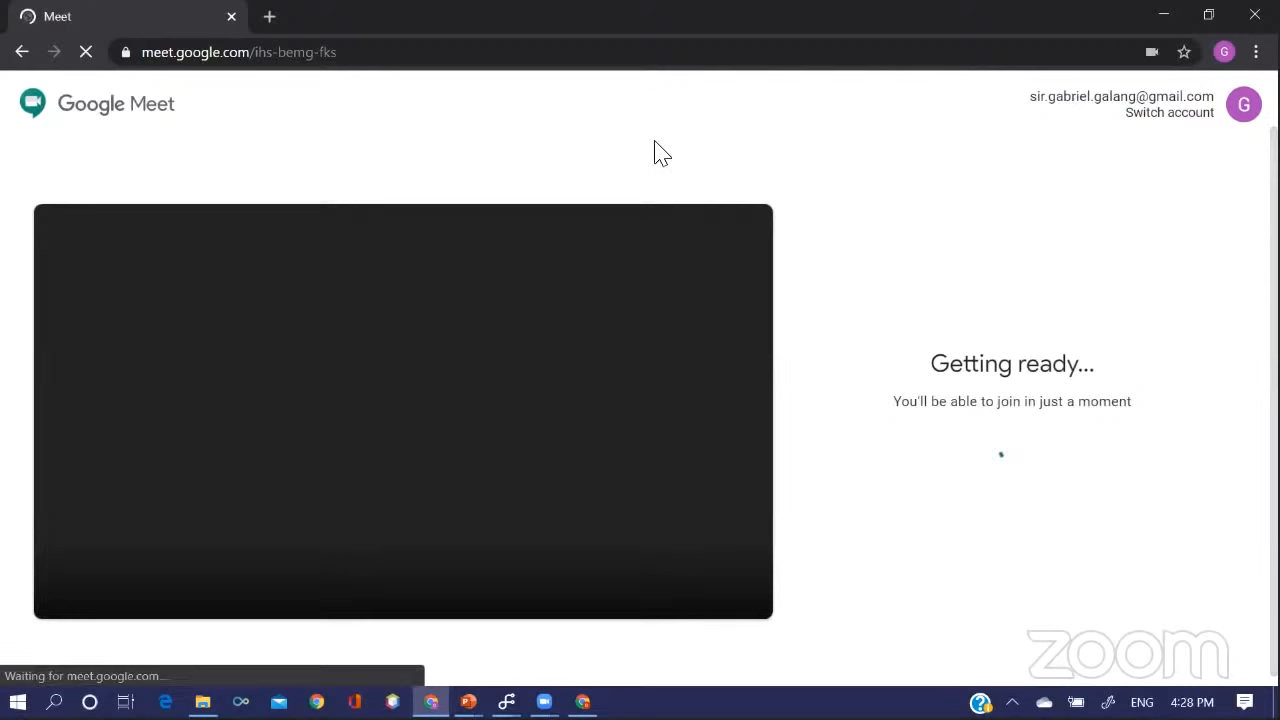 Meet
meet.google.com/ihs-bemg-fks
G
Google Meet
sir.gabriel.galang@gmail.com
Switch account
G
Getting ready...
You'll be able to join in just a moment
zoom
Waiting for meet.google.com...
ENG
4:28 PM